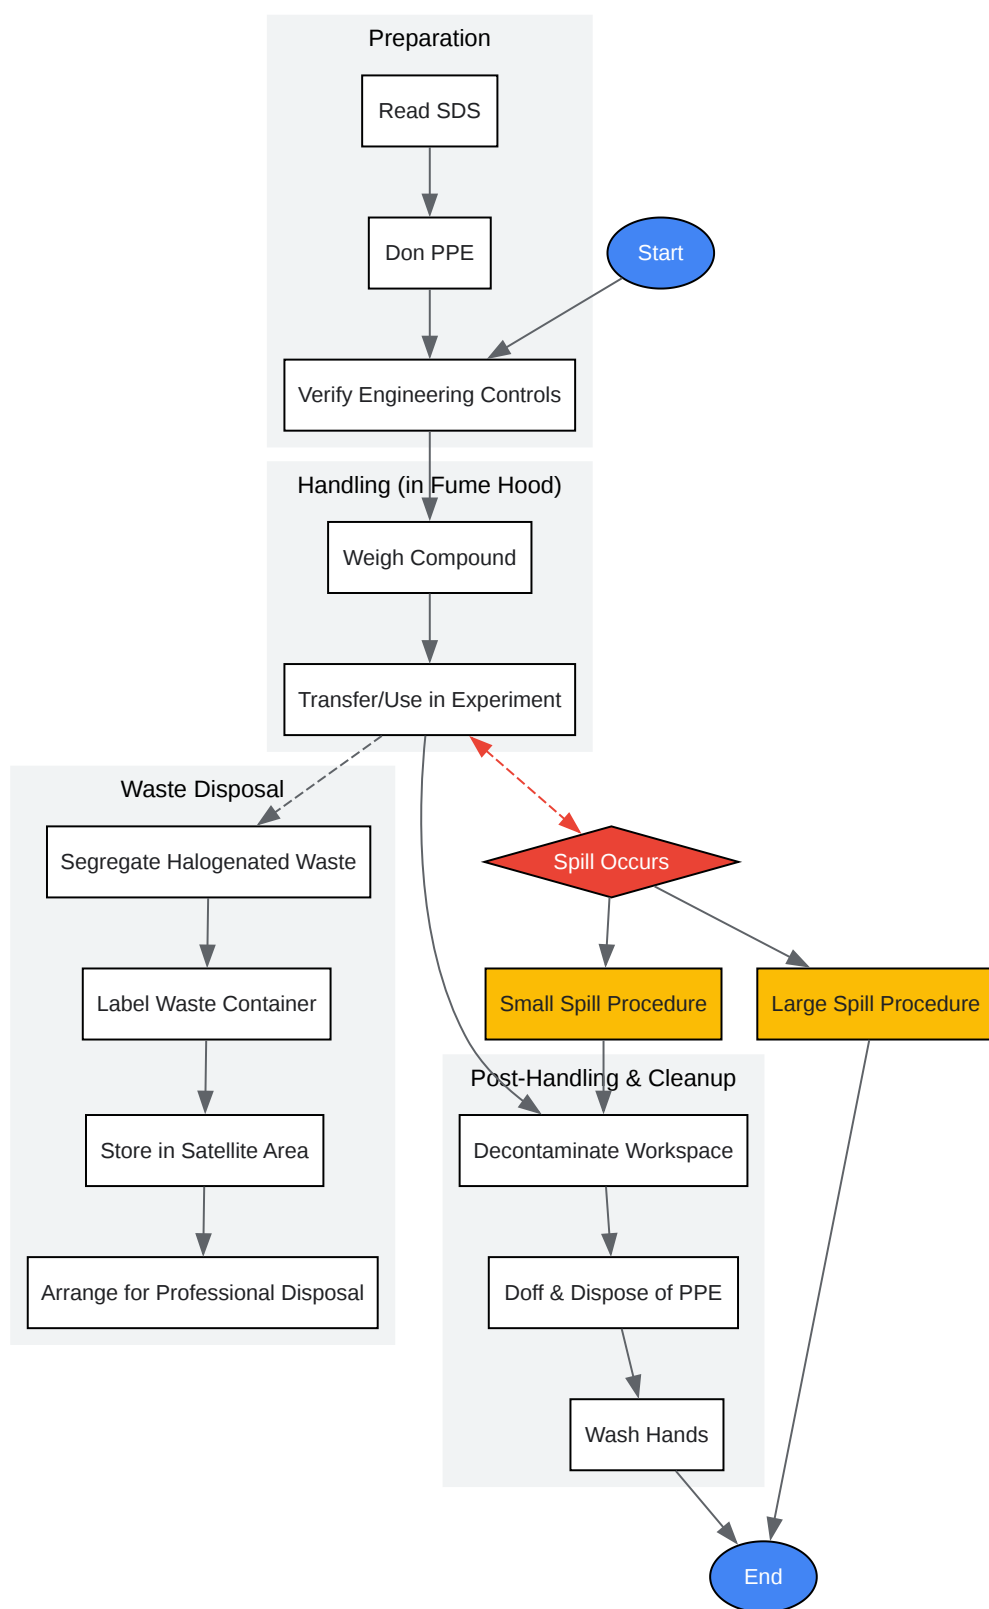 Preparation
Read SDS
Don PPE
Start
Verify Engineering Controls
Handling (in Fume Hood)
Weigh Compound
Transfer/Use in Experiment
Waste Disposal
Segregate Halogenated Waste
Spill Occurs
Label Waste Container
Small Spill Procedure
Large Spill Procedure
Post-Handling & Cleanup
Store in Satellite Area
Decontaminate Workspace
Arrange for Professional Disposal
Doff & Dispose of PPE
Wash Hands
End